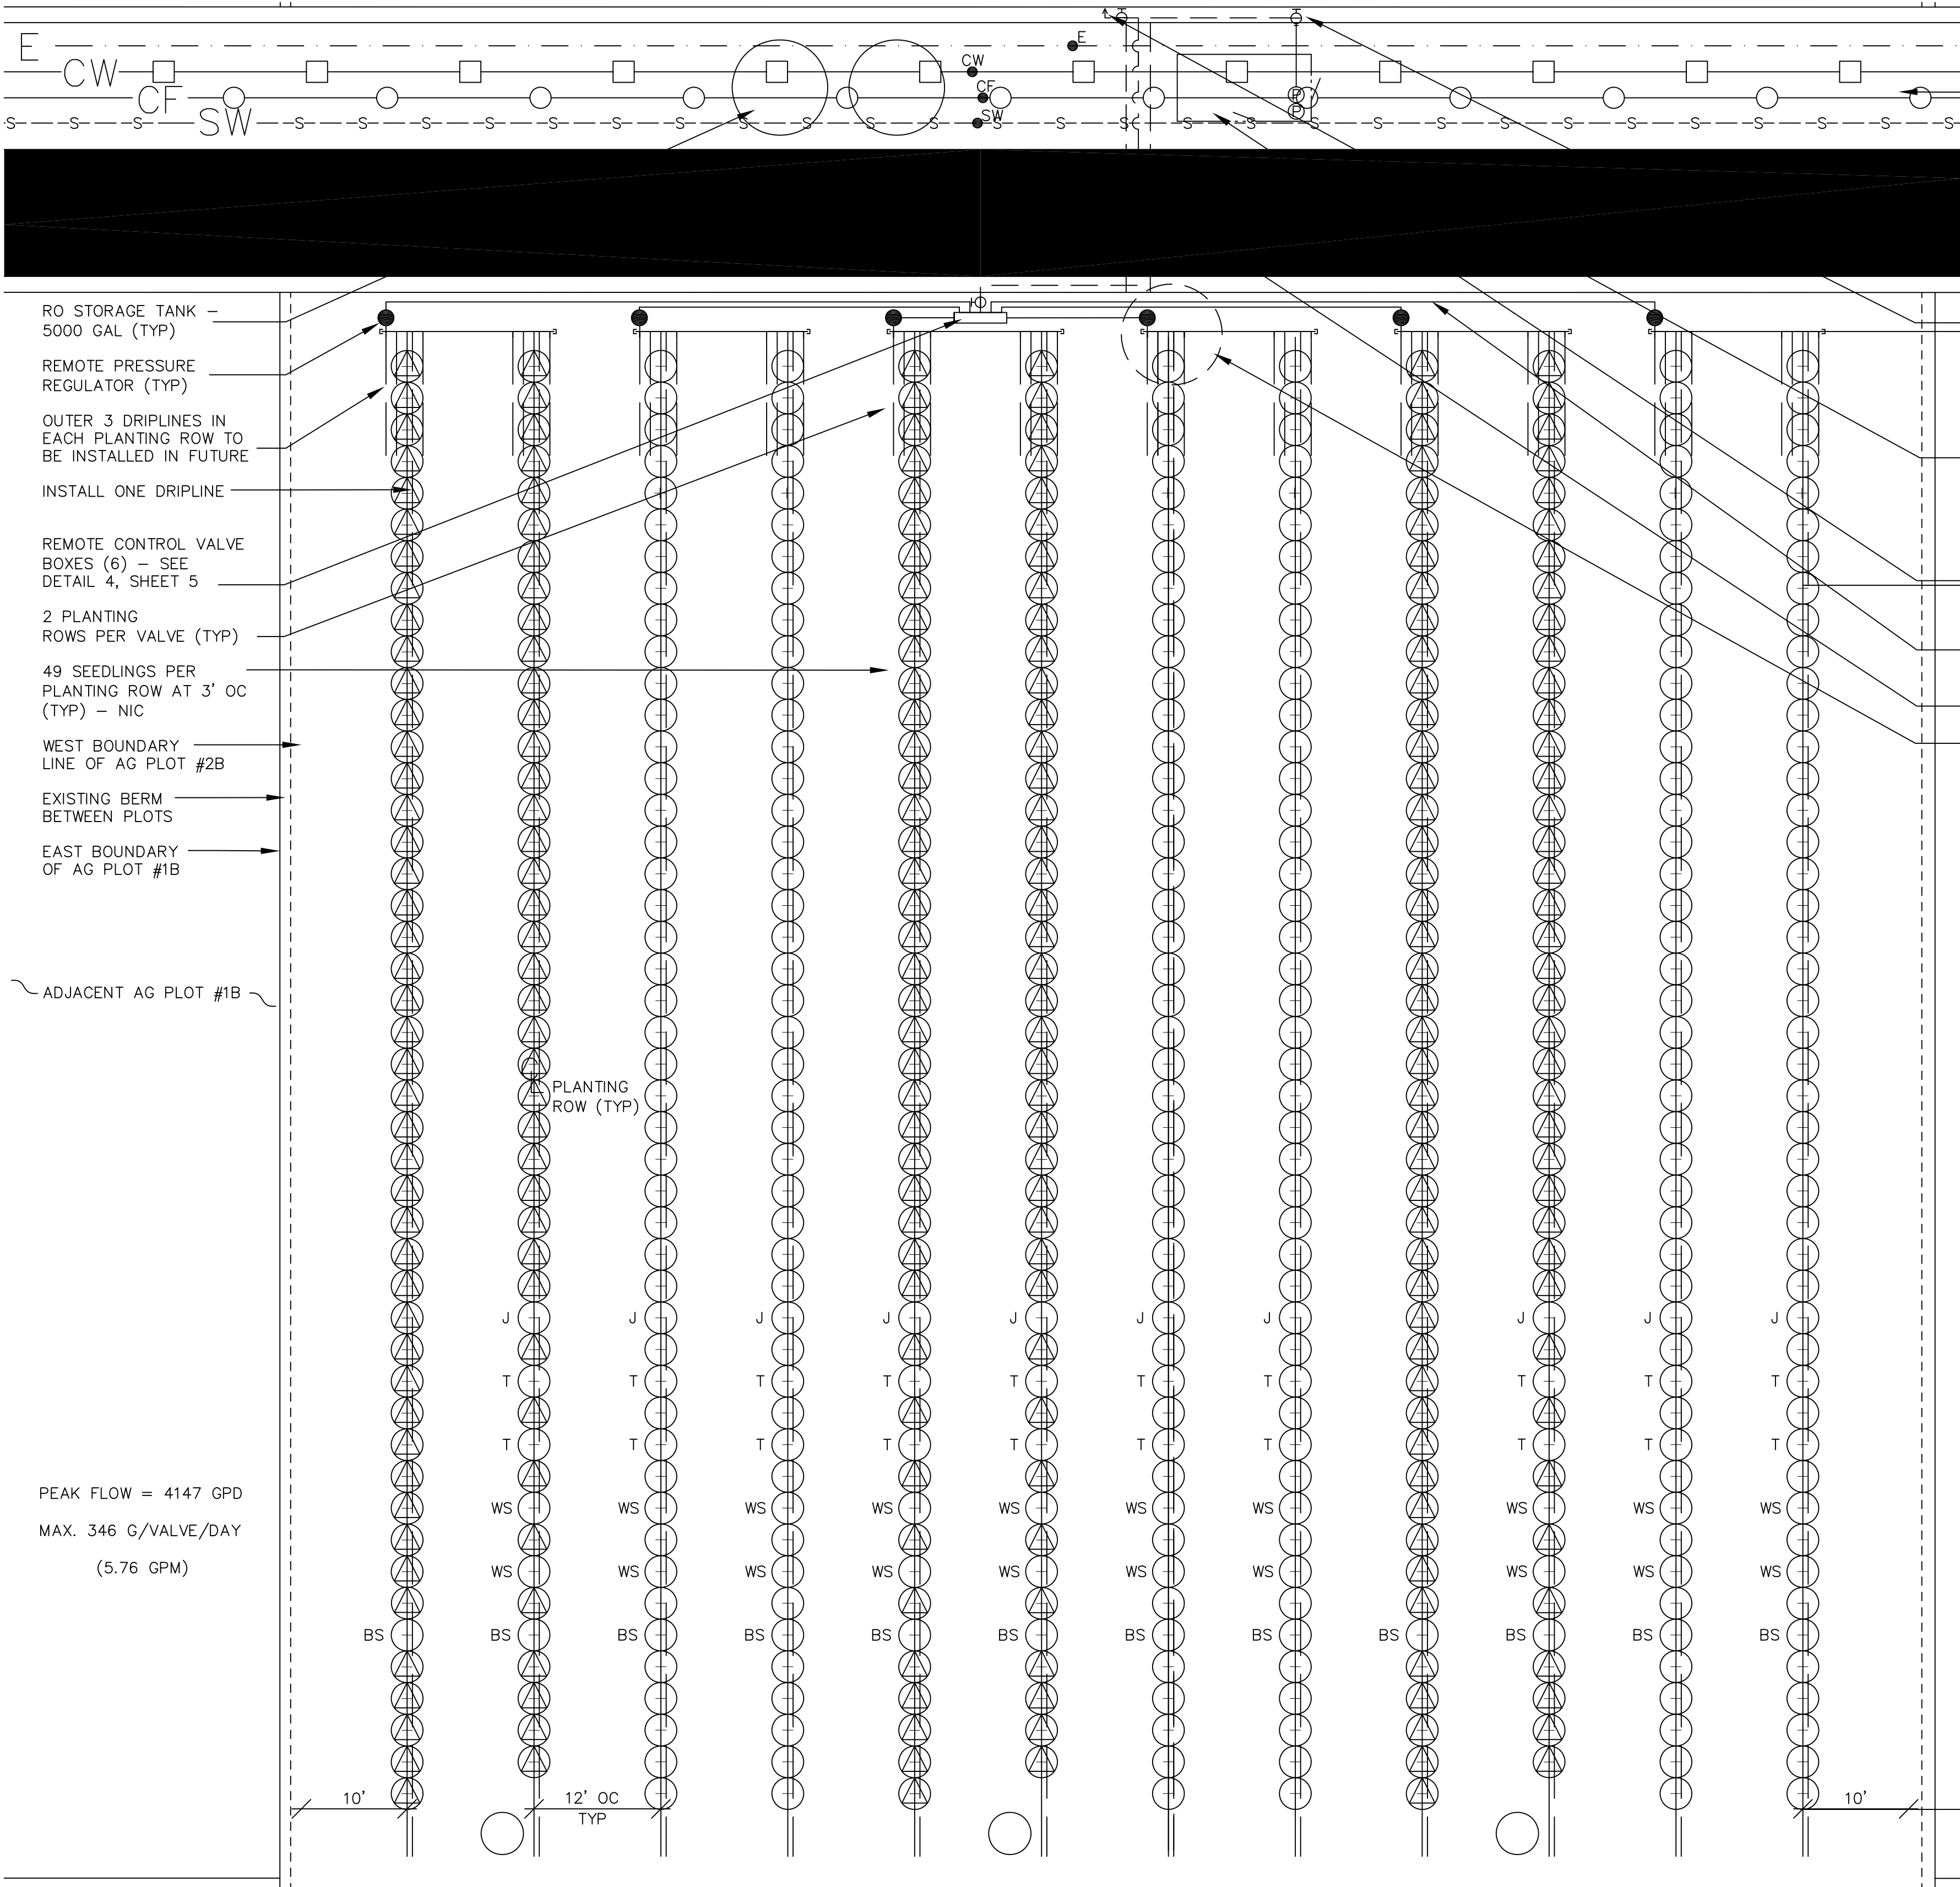 E E
CW CW
CF CF
S S S SW S S S S S S S S S S S SW S S S S S S S S S S S S S S S S
P
P
RO STORAGE TANK –
5000 GAL (TYP)
REMOTE PRESSURE
REGULATOR (TYP)
OUTER 3 DRIPLINES IN
EACH PLANTING ROW TO
BE INSTALLED IN FUTURE
INSTALL ONE DRIPLINE
REMOTE CONTROL VALVE
BOXES (6) – SEE
DETAIL 4, SHEET 5
2 PLANTING
ROWS PER VALVE (TYP)
49 SEEDLINGS PER
PLANTING ROW AT 3' OC
(TYP) – NIC
WEST BOUNDARY
LINE OF AG PLOT #2B
EXISTING BERM
BETWEEN PLOTS
EAST BOUNDARY
OF AG PLOT #1B
ADJACENT AG PLOT #1B
CL PLANTING
ROW (TYP)
J J J J J J J J J J
T T T T T T T T T T
T T T T T T T T T T
PEAK FLOW = 4147 GPD
MAX. 346 G/VALVE/DAY
(5.76 GPM)
WS WS WS WS WS WS WS WS WS WS
WS WS WS WS WS WS WS WS WS WS
BS BS BS BS BS BS BS BS BS BS BS BS
10' 12' OC 10'
TYP